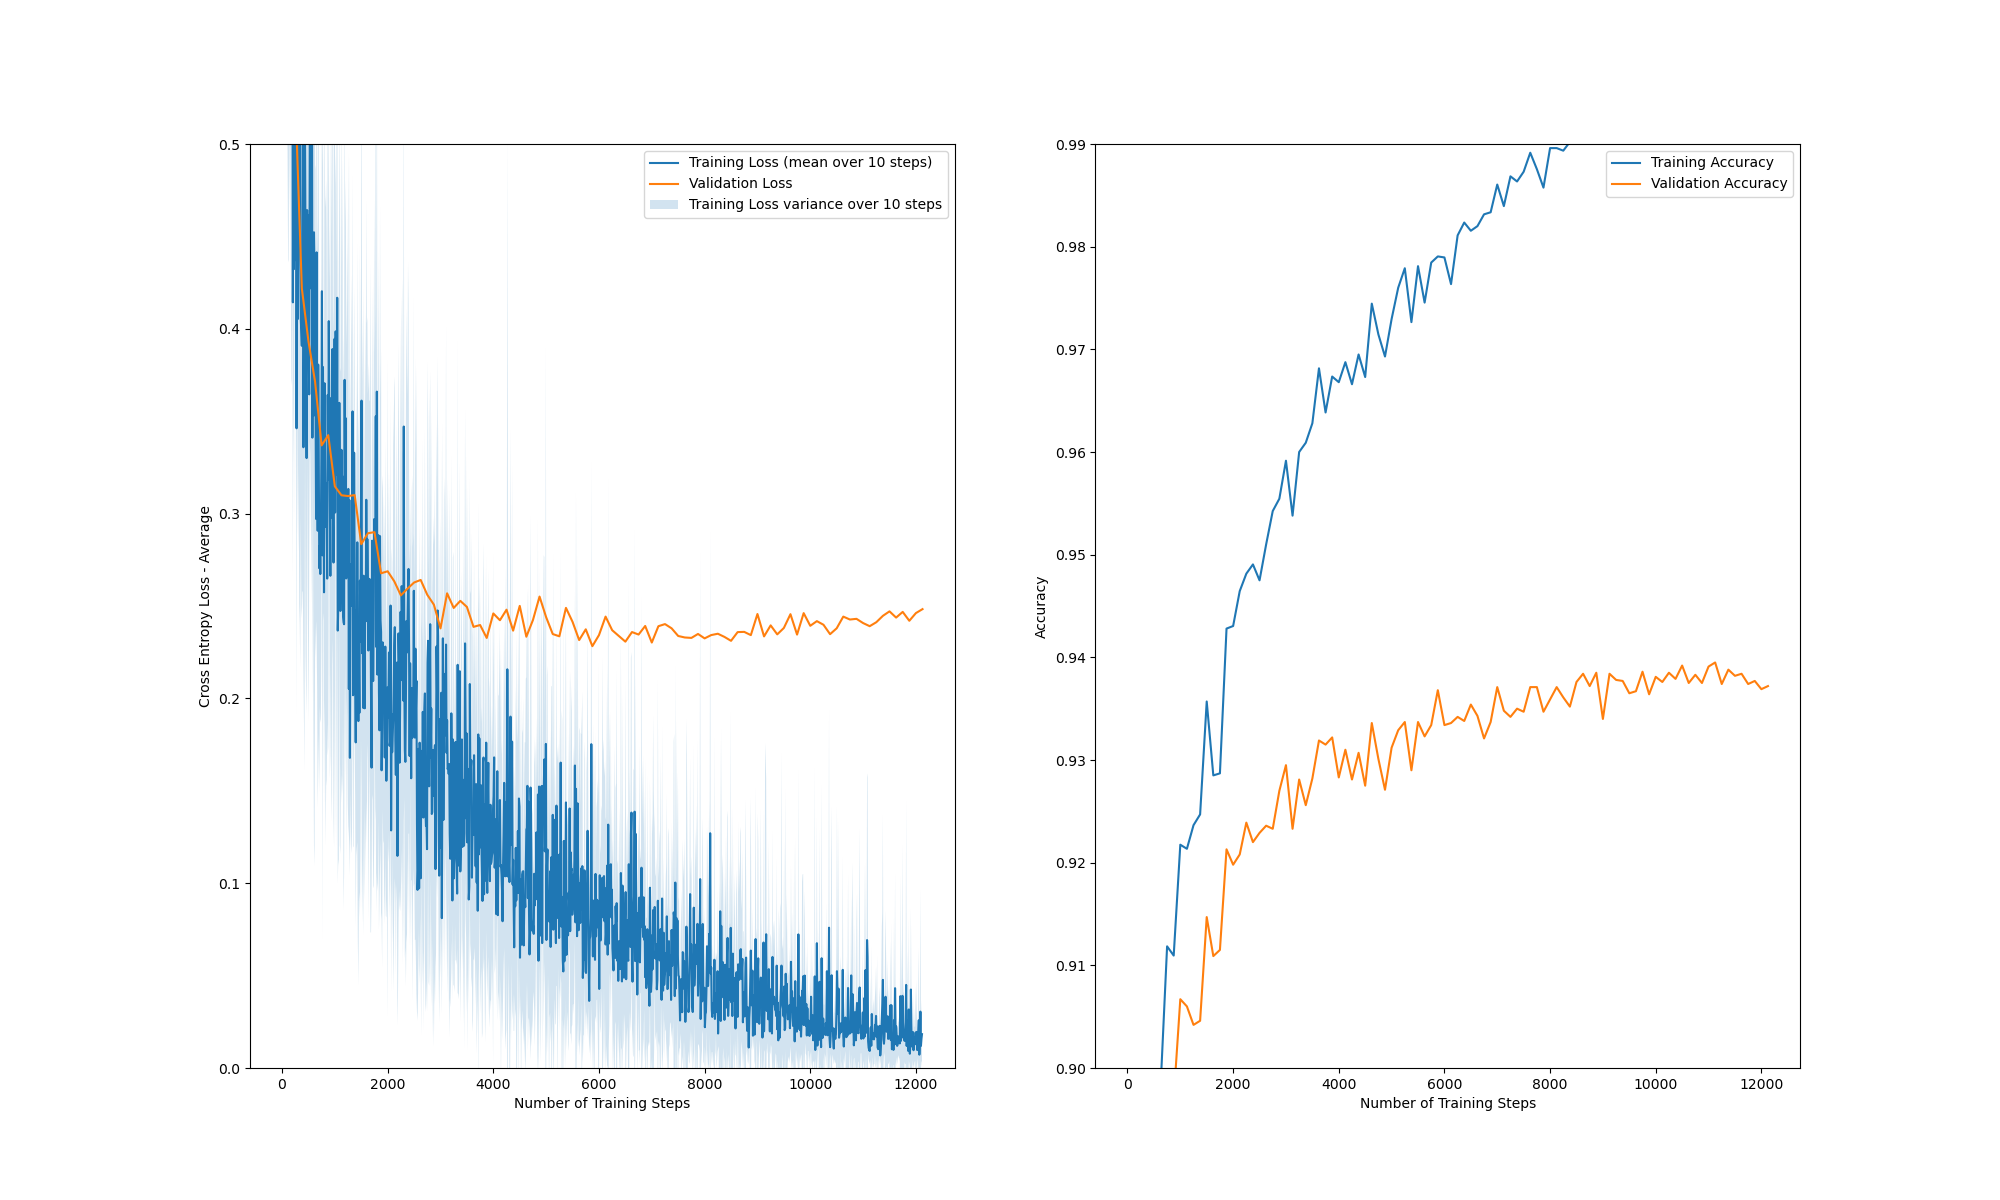 0.5
0.4
0.3
0.2
0.1
0.0
Cross Entropy Loss - Average
Training Loss (mean over 10 steps)
Validation Loss
Training Loss variance over 10 steps
0 2000 4000 6000 8000 10000 12000
Number of Training Steps
0.99
0.98
0.97
0.96
0.95
0.94
0.93
0.92
0.91
0.90
Accuracy
Training Accuracy
Validation Accuracy
0 2000 4000 6000 8000 10000 12000
Number of Training Steps